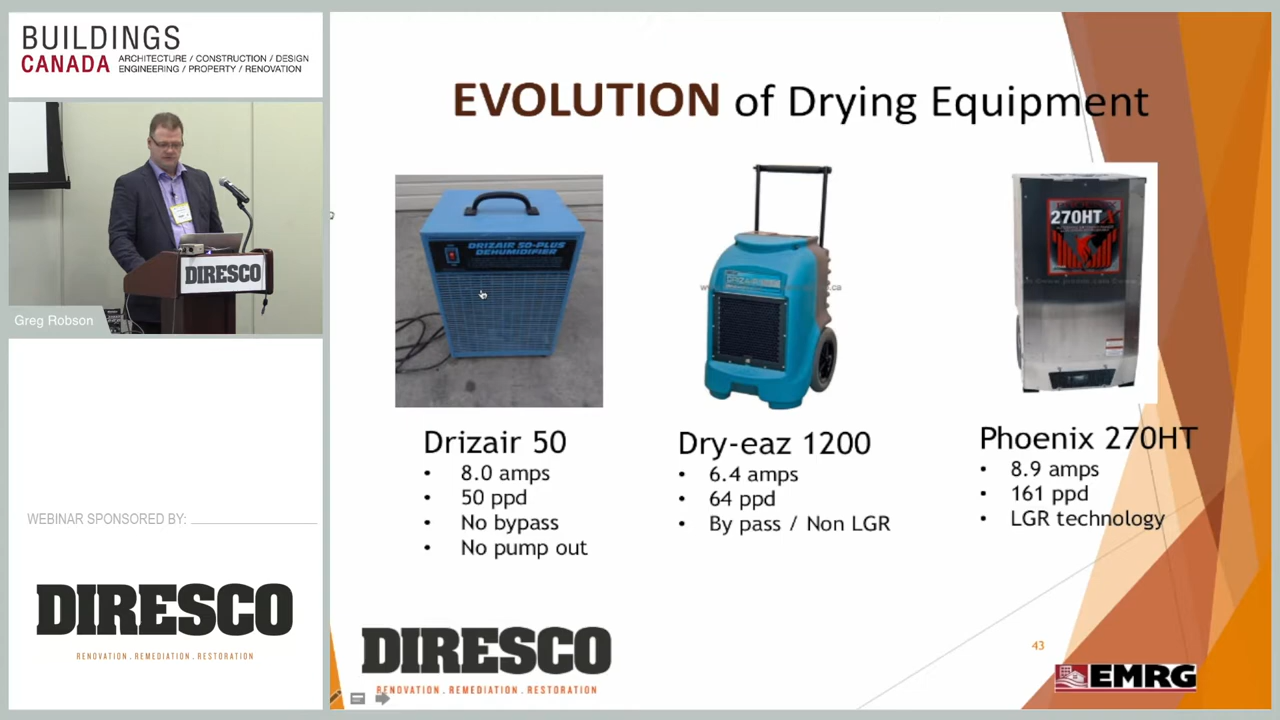 BUILDINGS
CANADA
ARCHITECTURE / CONSTRUCTION / DESIGN
ENGINEERING / PROPERTY / RENOVATION
DIRESCO
Greg Robson
WEBINAR SPONSORED BY:
DIRESCO
RENOVATION . REMEDIATION . RESTORATION
EVOLUTION of Drying Equipment
DRIZAIR 50-PLUS
DEHUMIDIFIER
270HTX
Drizair 50
• 8.0 amps
• 50 ppd
• No bypass
• No pump out
Dry-eaz 1200
• 6.4 amps
• 64 ppd
• By pass / Non LGR
Phoenix 270HT
• 8.9 amps
• 161 ppd
• LGR technology
DIRESCO
RENOVATION . REMEDIATION . RESTORATION
43
EMRG